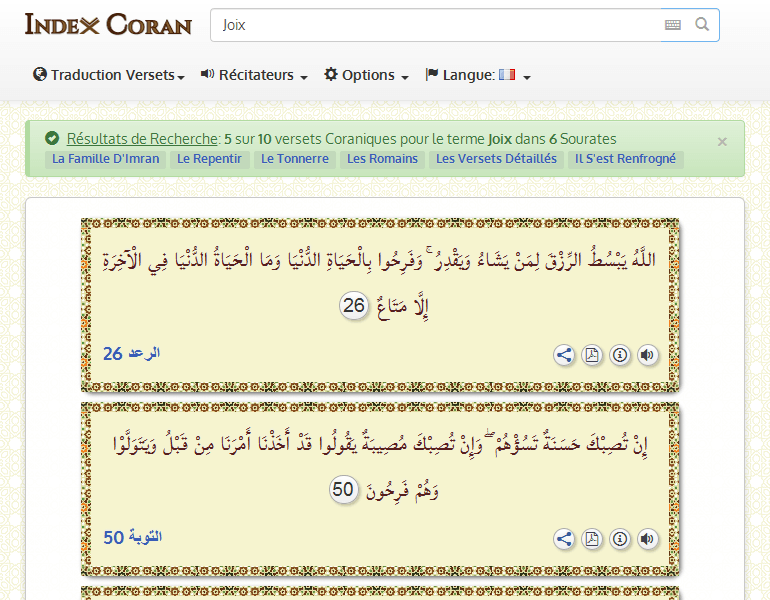 Index Coran
Joix
Traduction Versets Récitateurs Options Langue:
Résultats de Recherche: 5 sur 10 versets Coraniques pour le terme Joix dans 6 Sourates ×
La Famille D'Imran Le Repentir Le Tonnerre Les Romains Les Versets Détaillés Il S'est Renfrogné
اللَّهُ يَبْسُطُ الرِّزْقَ لِمَنْ يَشَاءُ وَيَقْدِرُ ۚ وَفَرِحُوا بِالْحَيَاةِ الدُّنْيَا وَمَا الْحَيَاةُ الدُّنْيَا فِي الْآخِرَةِ
إِلَّا مَتَاعٌ 26
الرعد 26
إِنْ تُصِبْكَ حَسَنَةٌ تَسُؤْهُمْ ۖ وَإِنْ تُصِبْكَ مُصِيبَةٌ يَقُولُوا قَدْ أَخَذْنَا أَمْرَنَا مِنْ قَبْلُ وَيَتَوَلَّوْا
وَهُمْ فَرِحُونَ 50
التوبة 50